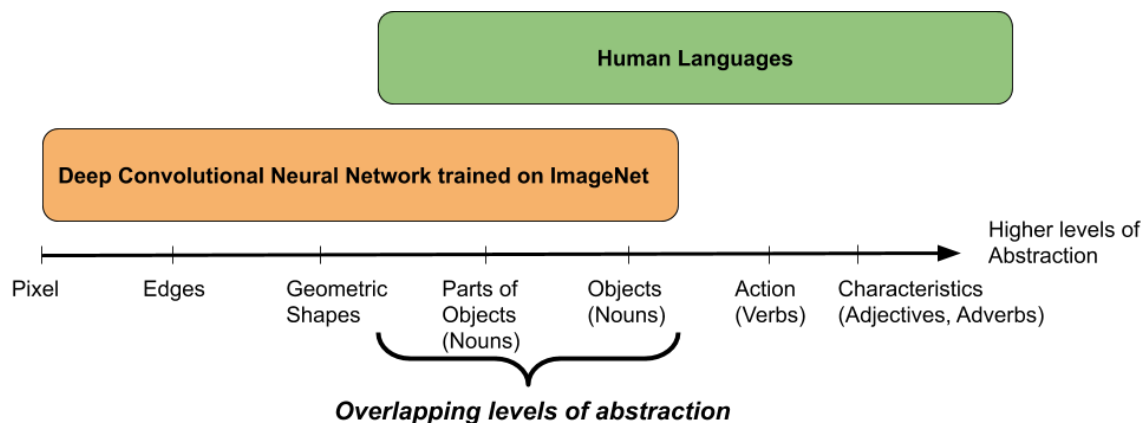 Human Languages
Deep Convolutional Neural Network trained on ImageNet
Higher levels of
Abstraction
Pixel
Edges
Geometric
Shapes
Parts of
Objects
(Nouns)
Objects
(Nouns)
Action
(Verbs)
Characteristics
(Adjectives, Adverbs)
Overlapping levels of abstraction